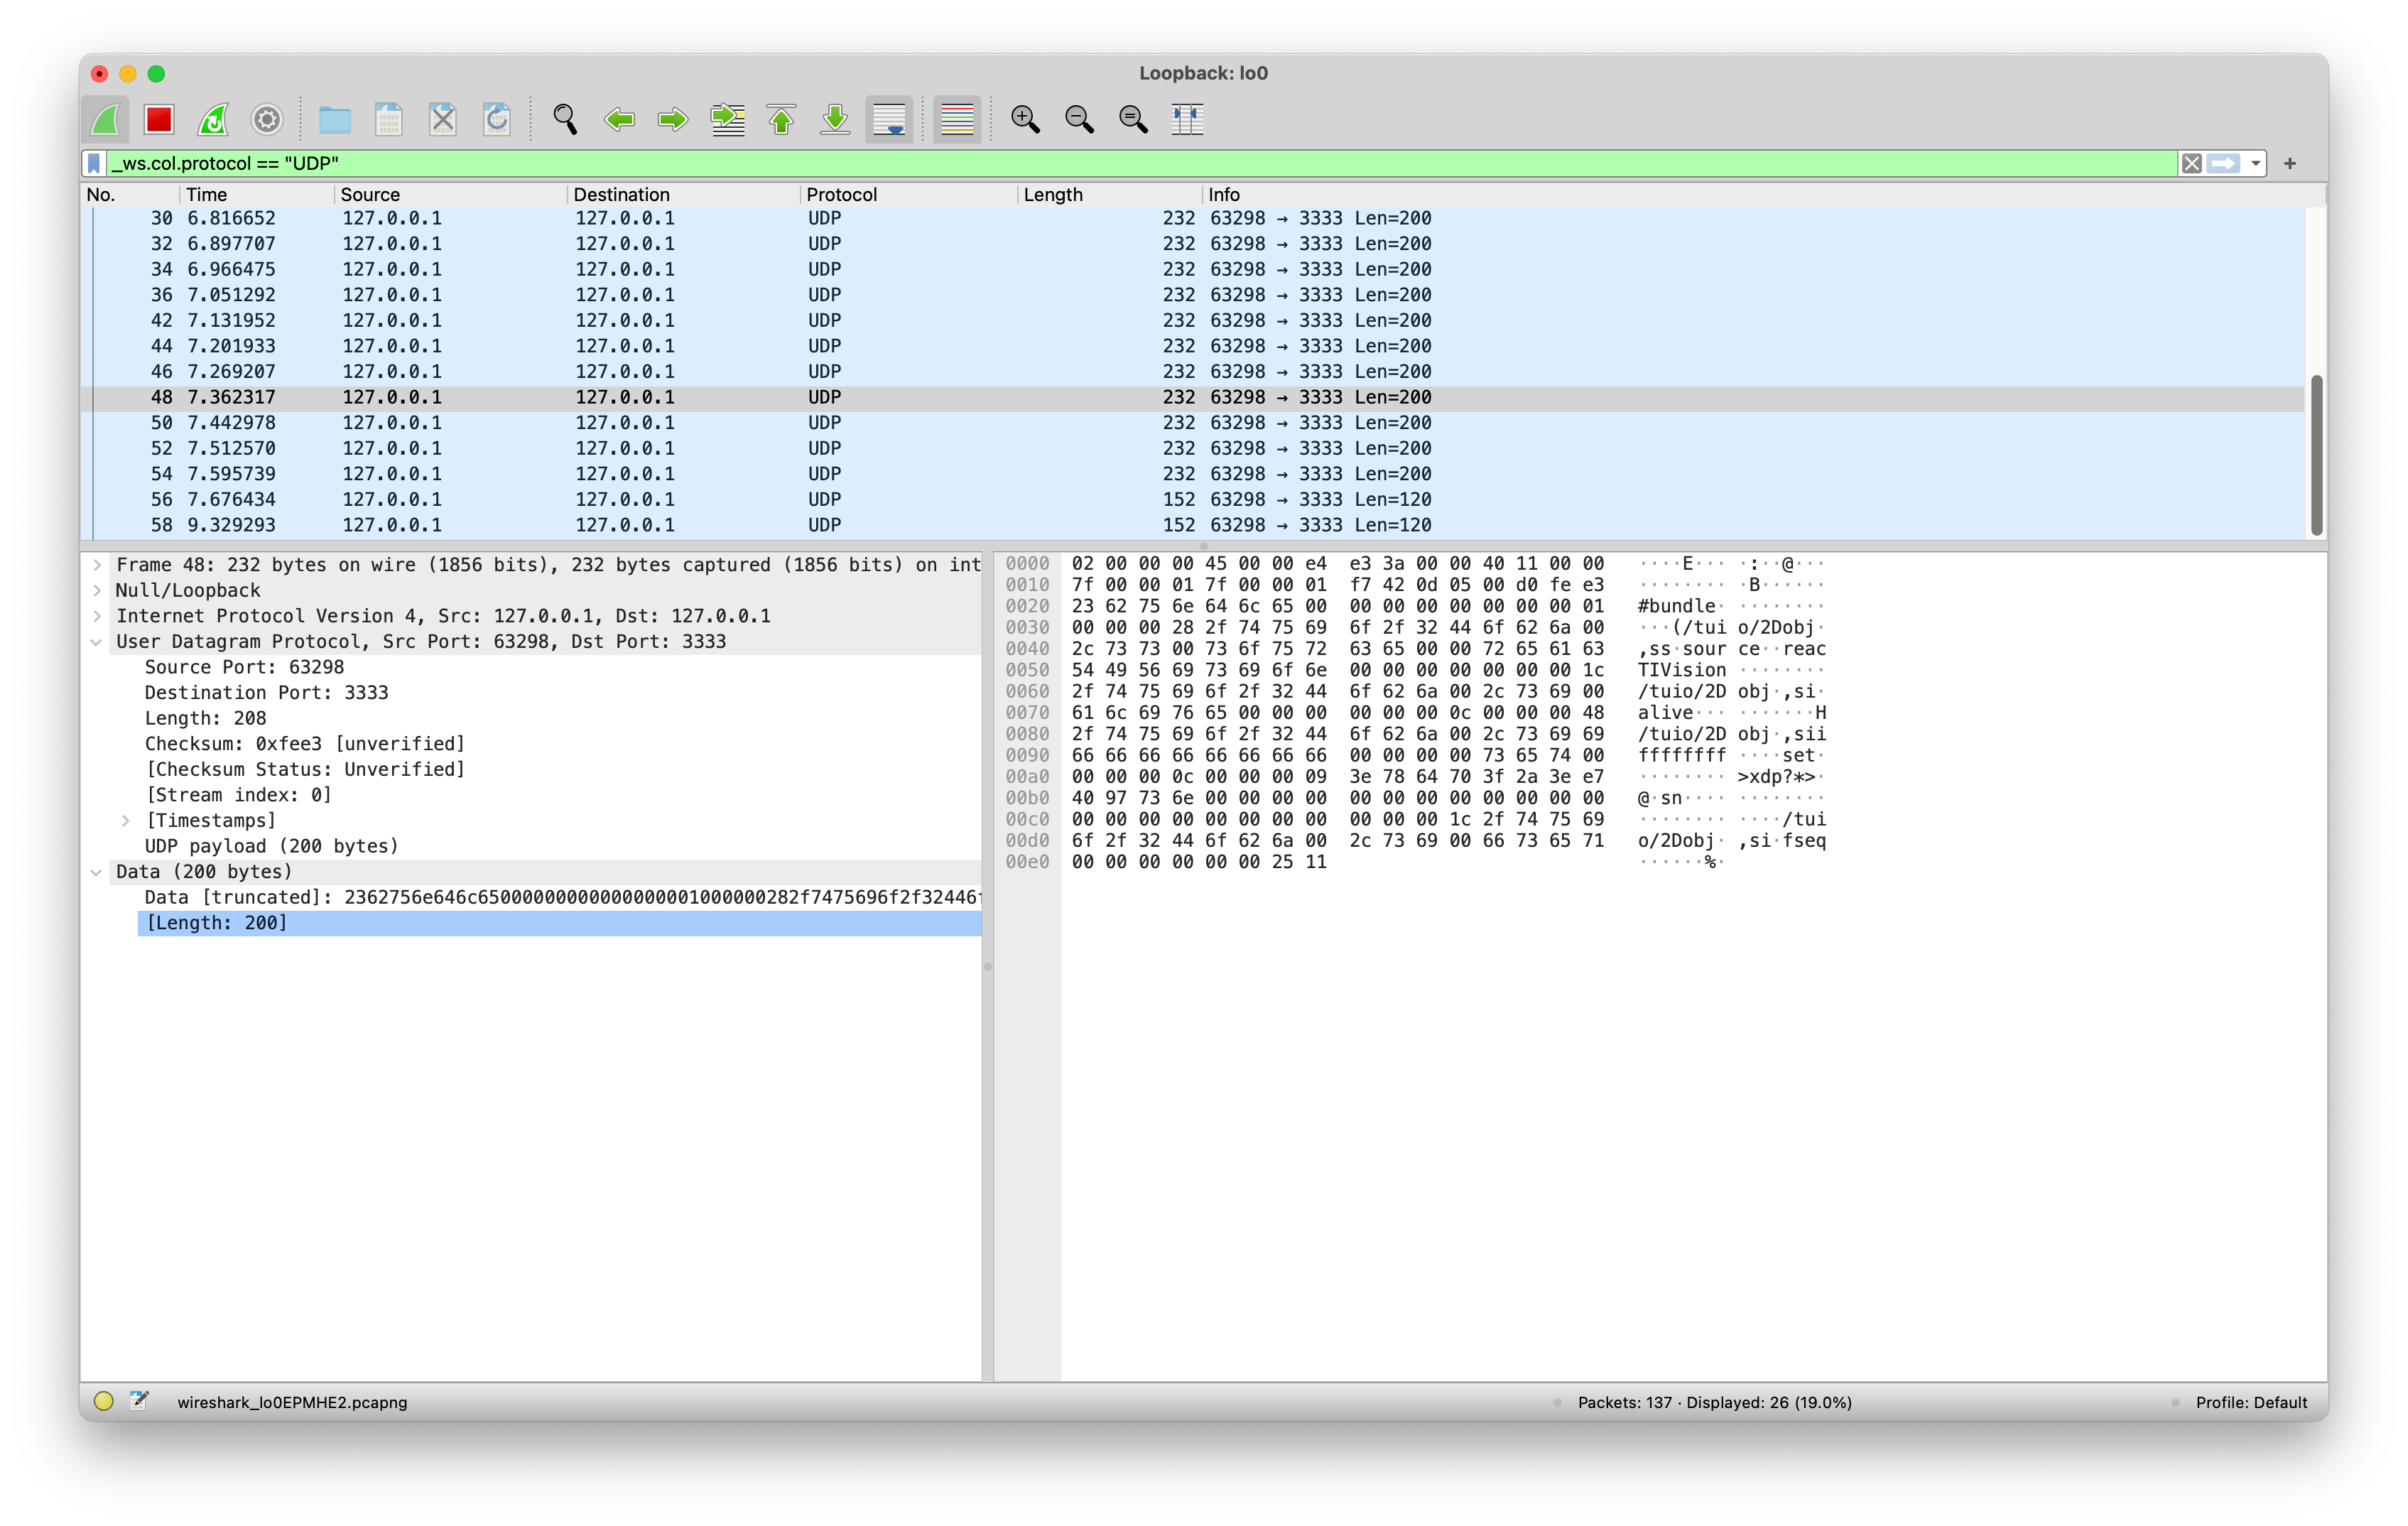 Loopback: lo0
_ws.col.protocol == "UDP"
No. Time Source Destination Protocol Length Info
30 6.816652 127.0.0.1 127.0.0.1 UDP 232 63298 → 3333 Len=200
32 6.897707 127.0.0.1 127.0.0.1 UDP 232 63298 → 3333 Len=200
34 6.966475 127.0.0.1 127.0.0.1 UDP 232 63298 → 3333 Len=200
36 7.051292 127.0.0.1 127.0.0.1 UDP 232 63298 → 3333 Len=200
42 7.131952 127.0.0.1 127.0.0.1 UDP 232 63298 → 3333 Len=200
44 7.201933 127.0.0.1 127.0.0.1 UDP 232 63298 → 3333 Len=200
46 7.269207 127.0.0.1 127.0.0.1 UDP 232 63298 → 3333 Len=200
48 7.362317 127.0.0.1 127.0.0.1 UDP 232 63298 → 3333 Len=200
50 7.442978 127.0.0.1 127.0.0.1 UDP 232 63298 → 3333 Len=200
52 7.512570 127.0.0.1 127.0.0.1 UDP 232 63298 → 3333 Len=200
54 7.595739 127.0.0.1 127.0.0.1 UDP 232 63298 → 3333 Len=200
56 7.676434 127.0.0.1 127.0.0.1 UDP 152 63298 → 3333 Len=120
58 9.329293 127.0.0.1 127.0.0.1 UDP 152 63298 → 3333 Len=120
Frame 48: 232 bytes on wire (1856 bits), 232 bytes captured (1856 bits) on int
Null/Loopback
Internet Protocol Version 4, Src: 127.0.0.1, Dst: 127.0.0.1
User Datagram Protocol, Src Port: 63298, Dst Port: 3333
Source Port: 63298
Destination Port: 3333
Length: 208
Checksum: 0xfee3 [unverified]
[Checksum Status: Unverified]
[Stream index: 0]
[Timestamps]
UDP payload (200 bytes)
Data (200 bytes)
Data [truncated]: 2362756e646c65000000000000000001000000282f7475696f2f32446f
[Length: 200]
0000 02 00 00 00 45 00 00 e4 e3 3a 00 00 40 11 00 00 ····E··· ·:··@···
0010 7f 00 00 01 7f 00 00 01 f7 42 0d 05 00 d0 fe e3 ········ ·B······
0020 23 62 75 6e 64 6c 65 00 00 00 00 00 00 00 00 01 #bundle· ········
0030 00 00 00 28 2f 74 75 69 6f 2f 32 44 6f 62 6a 00 ···(/tui o/2Dobj·
0040 2c 73 73 00 73 6f 75 72 63 65 00 00 72 65 61 63 ,ss·sour ce··reac
0050 54 49 56 69 73 69 6f 6e 00 00 00 00 00 00 00 1c TIVision ········
0060 2f 74 75 69 6f 2f 32 44 6f 62 6a 00 2c 73 69 00 /tuio/2D obj·,si·
0070 61 6c 69 76 65 00 00 00 00 00 00 0c 00 00 00 48 alive··· ·······H
0080 2f 74 75 69 6f 2f 32 44 6f 62 6a 00 2c 73 69 69 /tuio/2D obj·,sii
0090 66 66 66 66 66 66 66 66 00 00 00 00 73 65 74 00 ffffffff ····set·
00a0 00 00 00 0c 00 00 00 09 3e 78 64 70 3f 2a 3e e7 ········ >xdp?*>·
00b0 40 97 73 6e 00 00 00 00 00 00 00 00 00 00 00 00 @·sn···· ········
00c0 00 00 00 00 00 00 00 00 00 00 00 1c 2f 74 75 69 ········ ····/tui
00d0 6f 2f 32 44 6f 62 6a 00 2c 73 69 00 66 73 65 71 o/2Dobj· ,si·fseq
00e0 00 00 00 00 00 00 25 11 ······%·
wireshark_lo0EPMHE2.pcapng Packets: 137 · Displayed: 26 (19.0%) Profile: Default